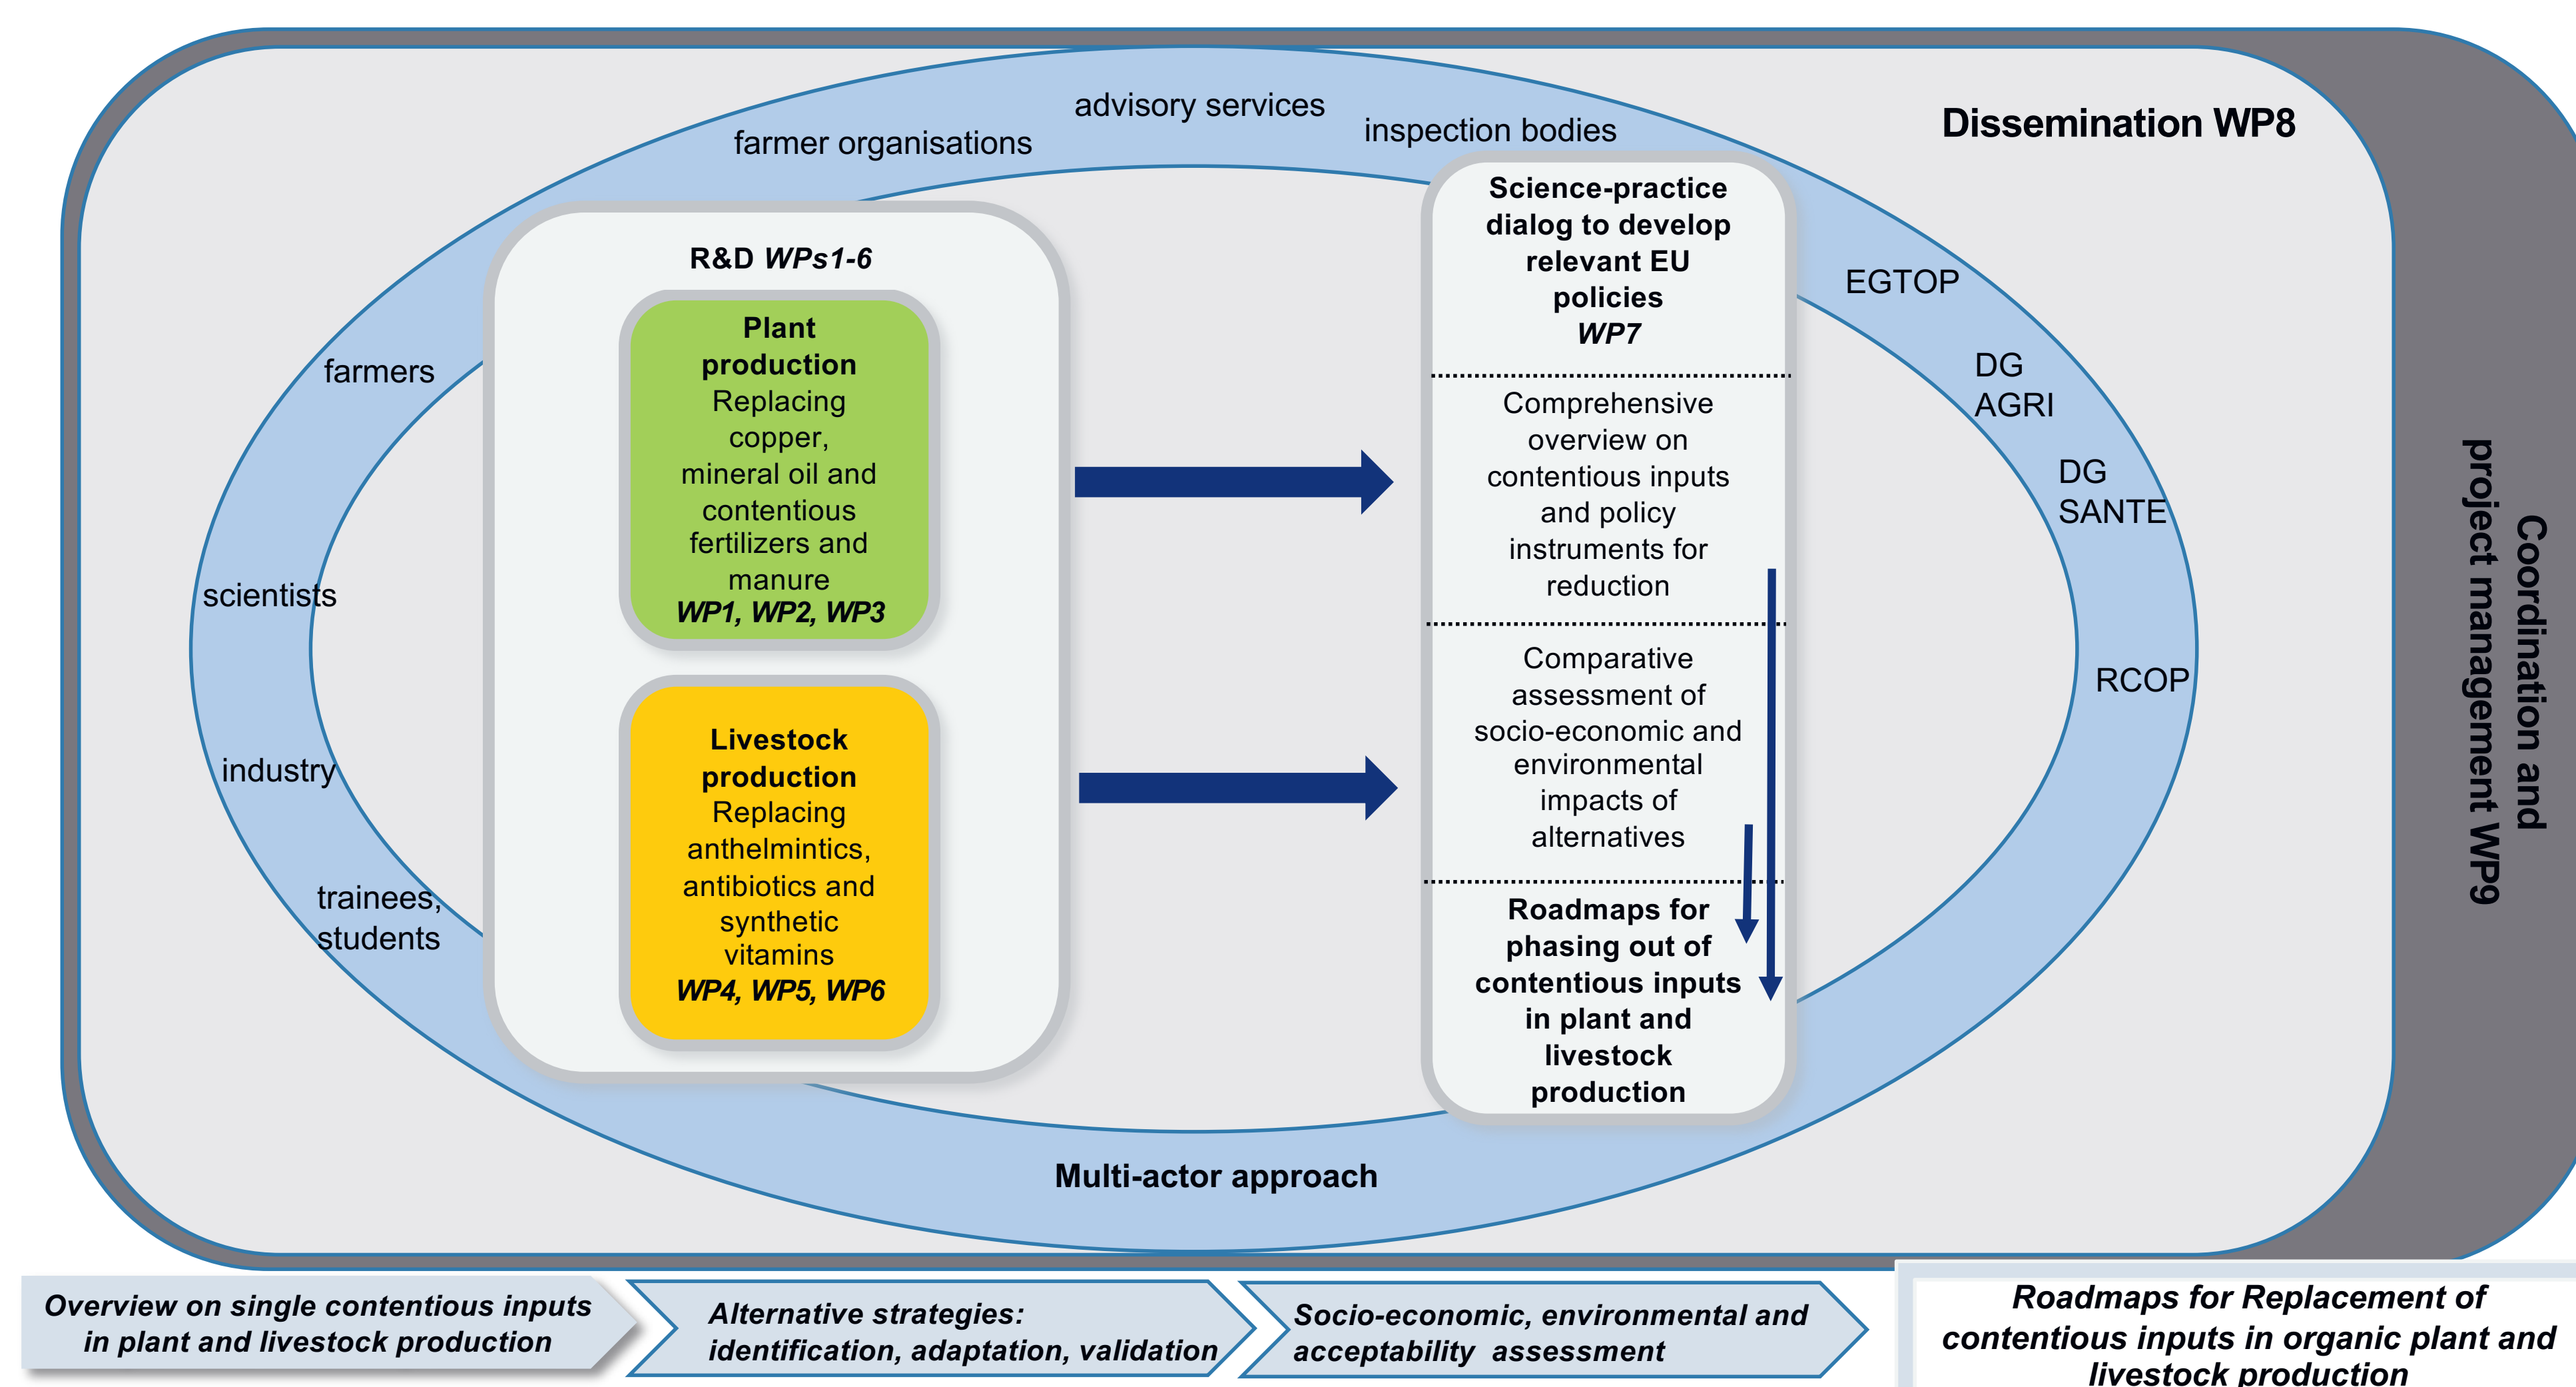 advisory services
farmer organisations
inspection bodies
Dissemination WP8
farmers
scientists
industry
trainees,
students
R&D WPs1-6
Plant
production
Replacing
copper,
mineral oil and
contentious
fertilizers and
manure
WP1, WP2, WP3
Livestock
production
Replacing
anthelmintics,
antibiotics and
synthetic
vitamins
WP4, WP5, WP6
Science-practice
dialog to develop
relevant EU
policies
WP7
Comprehensive
overview on
contentious inputs
and policy
instruments for
reduction
Comparative
assessment of
socio-economic and
environmental
impacts of
alternatives
Roadmaps for
phasing out of
contentious inputs
in plant and
livestock
production
EGTOP
DG
AGRI
DG
SANTE
RCOP
Coordination and
project management WP9
Multi-actor approach
Overview on single contentious inputs
in plant and livestock production
Alternative strategies:
identification, adaptation, validation
Socio-economic, environmental and
acceptability assessment
Roadmaps for Replacement of
contentious inputs in organic plant and
livestock production